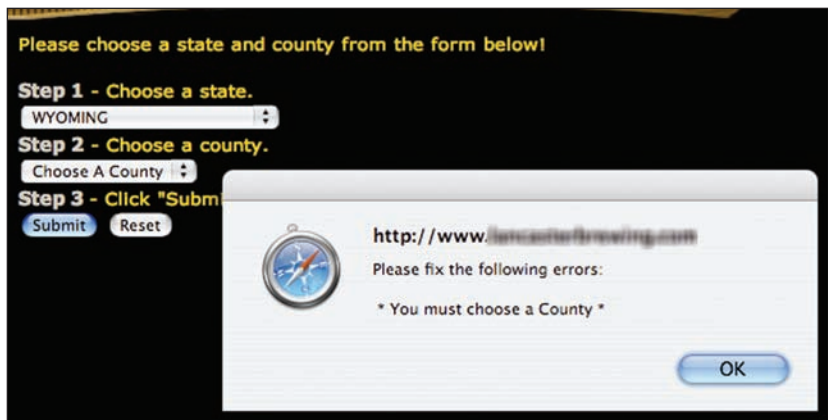 Please choose a state and county from the form below!
Step 1 - Choose a state.
WYOMING
Step 2 - Choose a county.
Choose A County
Step 3 - Click "Submi
Submit Reset
http://www.
Please fix the following errors:
* You must choose a County *
OK